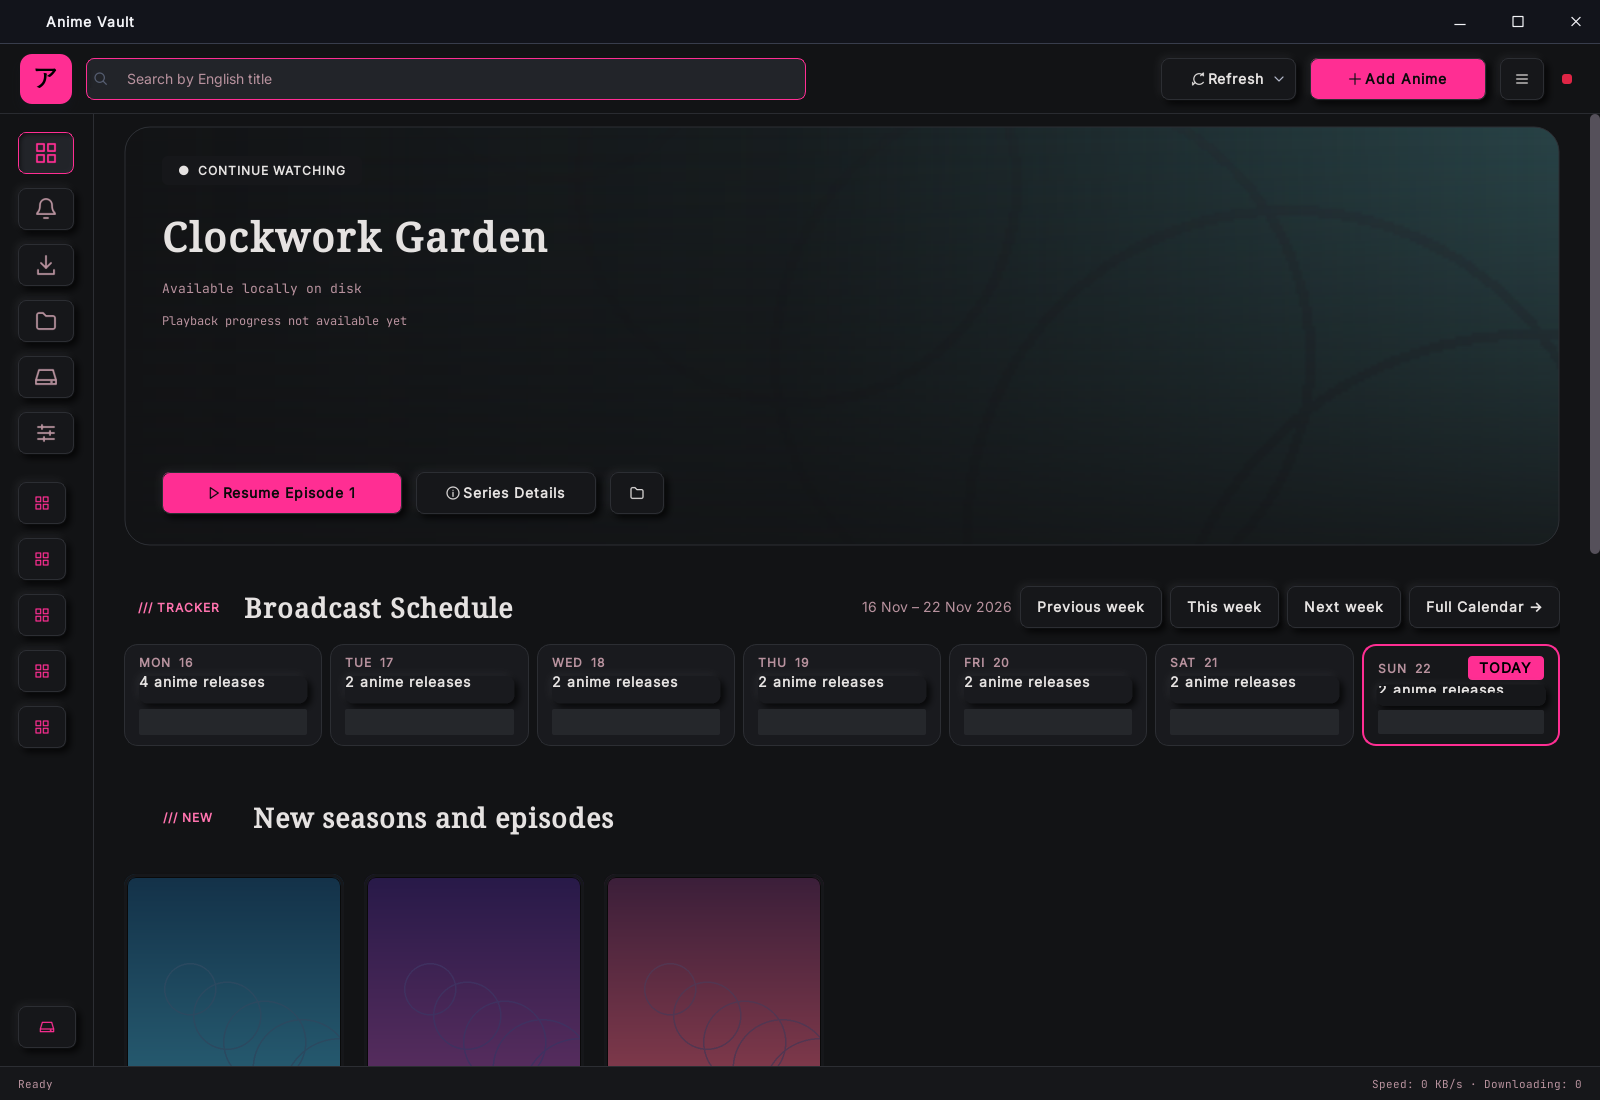 Anime Vault
ア
Search by English title
Refresh
Add Anime
CONTINUE WATCHING
Clockwork Garden
Available locally on disk
Playback progress not available yet
Resume Episode 1
Series Details
/// TRACKER
Broadcast Schedule
16 Nov – 22 Nov 2026
Previous week
This week
Next week
Full Calendar →
MON 16
4 anime releases
TUE 17
2 anime releases
WED 18
2 anime releases
THU 19
2 anime releases
FRI 20
2 anime releases
SAT 21
2 anime releases
SUN 22
TODAY
2 anime releases
/// NEW
New seasons and episodes
Ready
Speed: 0 KB/s · Downloading: 0